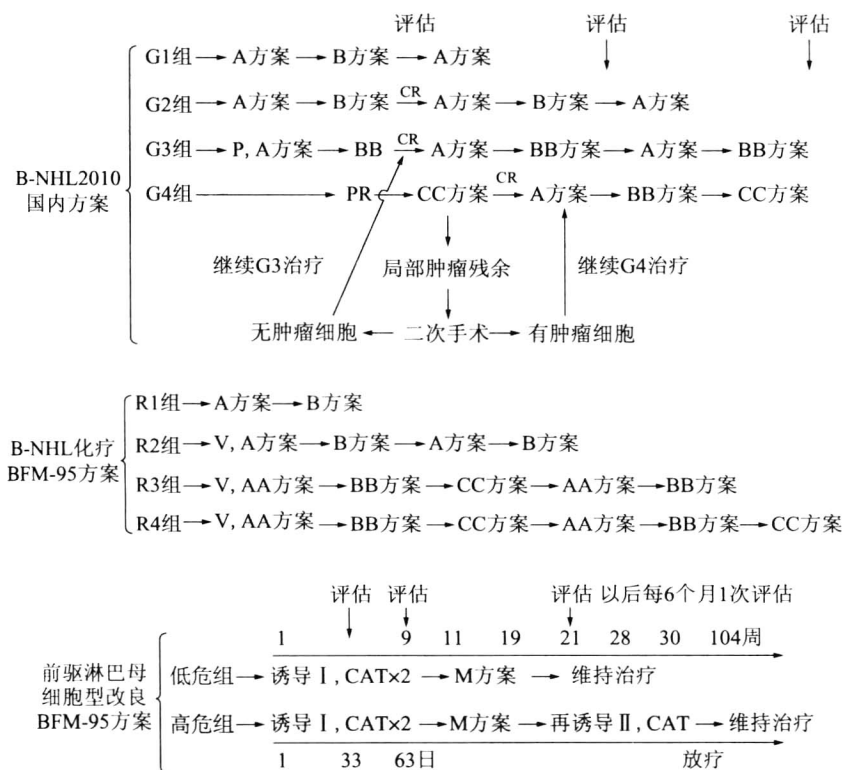 评估 评估 评估
G1组 A方案 B方案 A方案
G2组 A方案 B方案 CR A方案 B方案 A方案
G3组 P, A方案 BB CR A方案 BB方案 A方案 BB方案
B-NHL2010
国内方案
G4组 PR CC方案 CR A方案 BB方案 CC方案
继续G3治疗 局部肿瘤残余 继续G4治疗
无肿瘤细胞 二次手术 有肿瘤细胞
R1组 A方案 B方案
B-NHL化疗
BFM-95方案
R2组 V, A方案 B方案 A方案 B方案
R3组 V, AA方案 BB方案 CC方案 AA方案 BB方案
R4组 V, AA方案 BB方案 CC方案 AA方案 BB方案 CC方案
评估 评估 评估 以后每6个月1次评估
1 9 11 19 21 28 30 104周
前驱淋巴母
细胞型改良
BFM-95方案
低危组 诱导Ⅰ, CAT×2 M方案 维持治疗
高危组 诱导Ⅰ, CAT×2 M方案 再诱导Ⅱ, CAT 维持治疗
1 33 63日 放疗